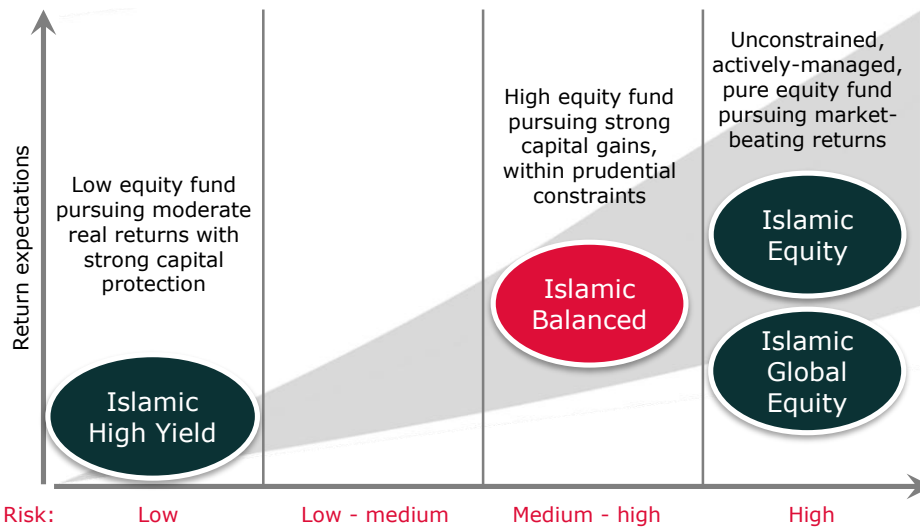 Return expectations
Low equity fund
pursuing moderate
real returns with
strong capital
protection
Islamic
High Yield
High equity fund
pursuing strong
capital gains,
within prudential
constraints
Islamic
Balanced
Unconstrained,
actively-managed,
pure equity fund
pursuing market-
beating returns
Islamic
Equity
Islamic
Global
Equity
Risk: Low Low - medium Medium - high High